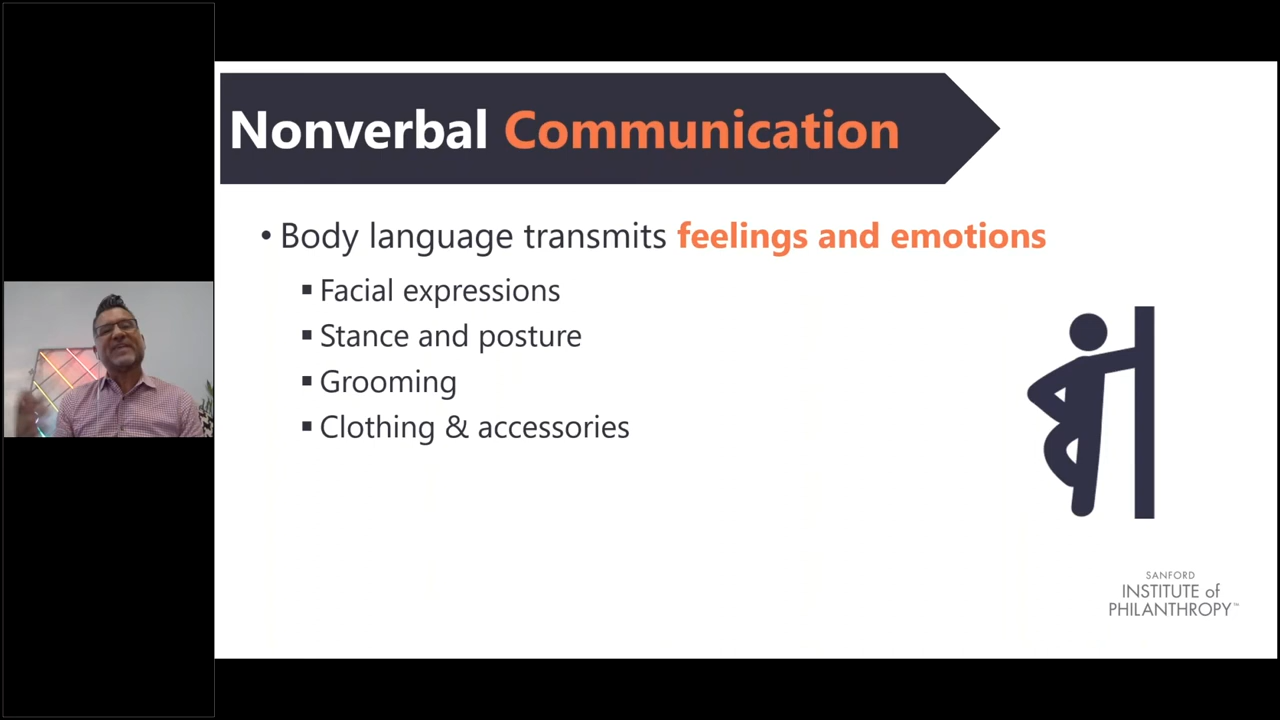 Nonverbal Communication
• Body language transmits feelings and emotions
▪ Facial expressions
▪ Stance and posture
▪ Grooming
▪ Clothing & accessories
SANFORD
INSTITUTE of
PHILANTHROPY™